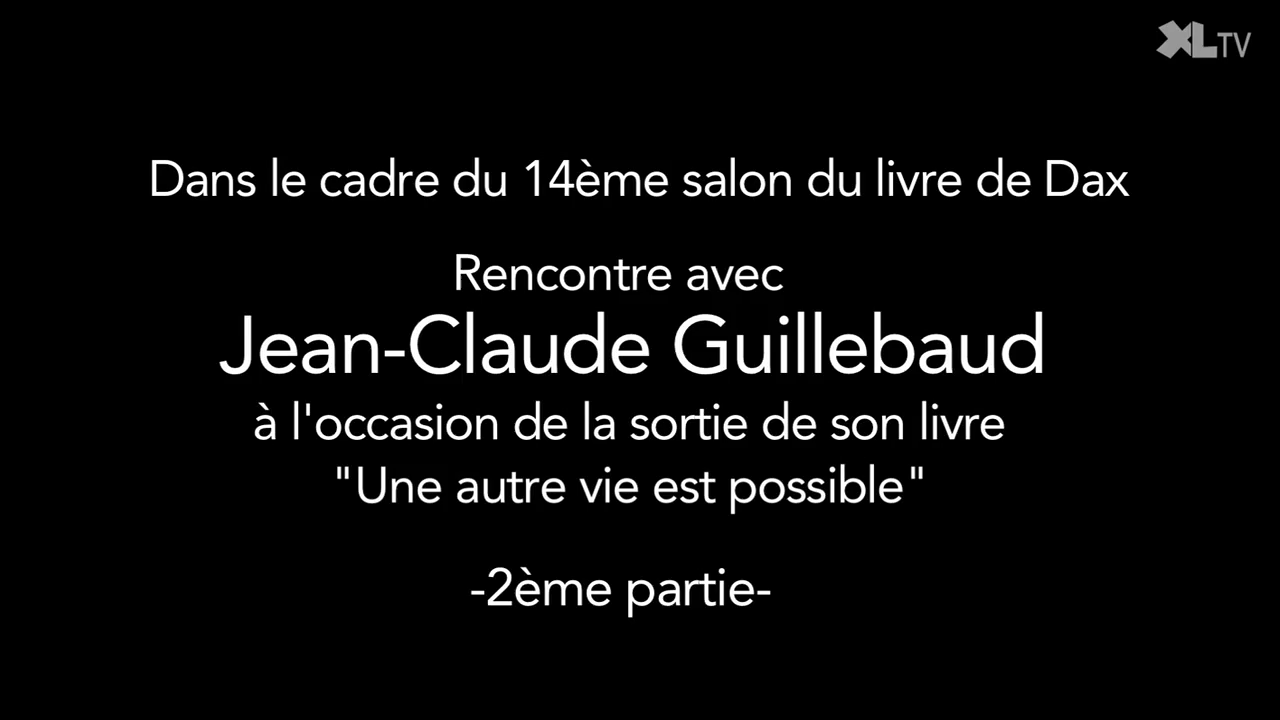 XLTV
Dans le cadre du 14ème salon du livre de Dax
Rencontre avec
Jean-Claude Guillebaud
à l'occasion de la sortie de son livre
"Une autre vie est possible"
-2ème partie-